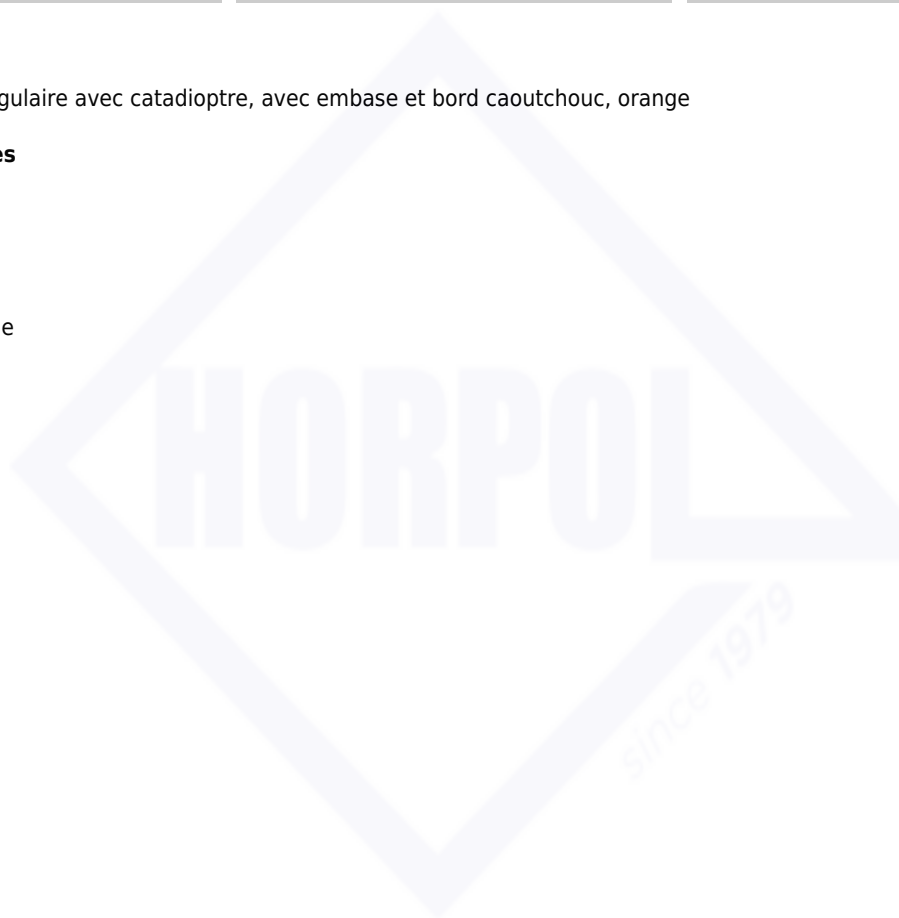 gulaire avec catadioptre, avec embase et bord caoutchouc, orange
es
e
HORPOL
since 1979